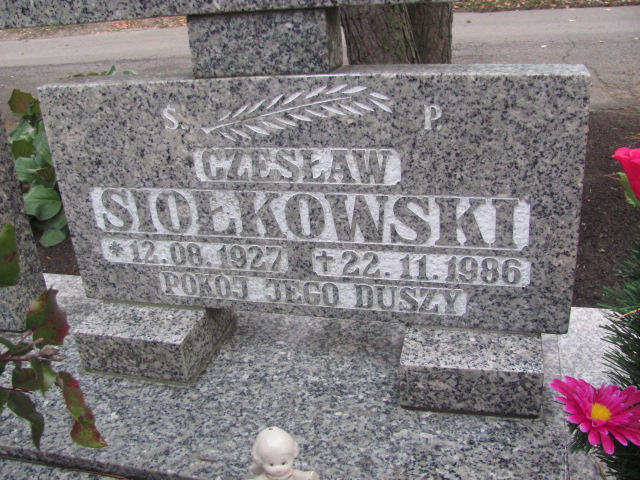 Ś. P.
CZESŁAW
SIOŁKOWSKI
* 12.08.1927 ✝ 22.11.1986
POKÓJ JEGO DUSZY